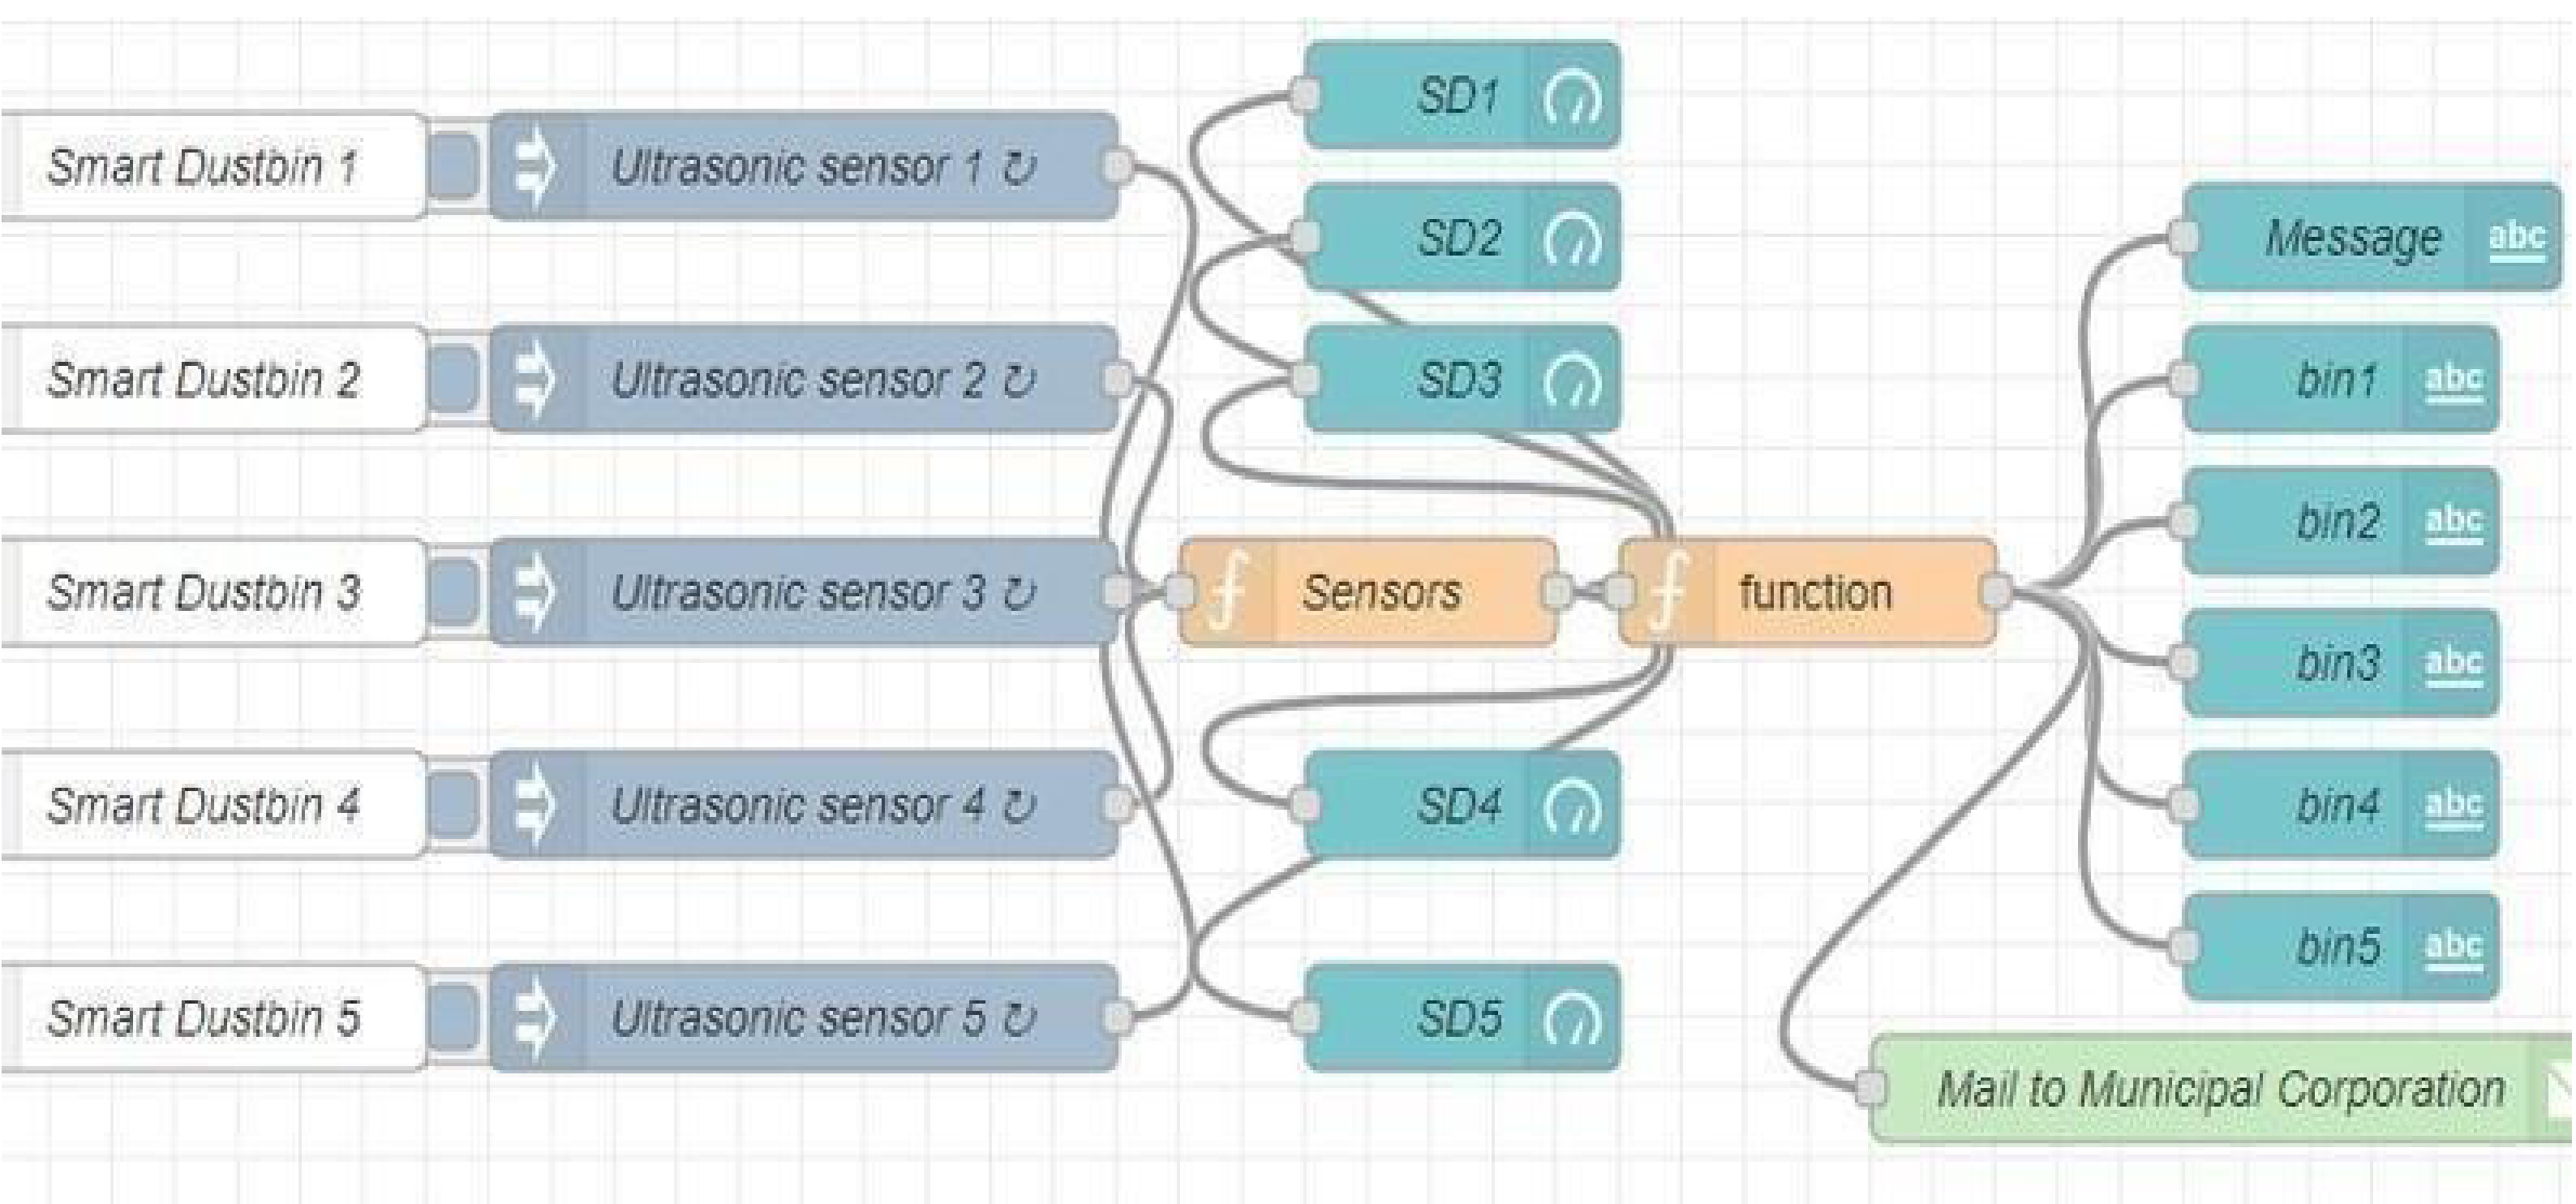 Smart Dustbin 1
Ultrasonic sensor 1 ↻
Smart Dustbin 2
Ultrasonic sensor 2 ↻
Smart Dustbin 3
Ultrasonic sensor 3 ↻
Smart Dustbin 4
Ultrasonic sensor 4 ↻
Smart Dustbin 5
Ultrasonic sensor 5 ↻
SD1
SD2
SD3
Sensors
function
SD4
SD5
Message abc
bin1 abc
bin2 abc
bin3 abc
bin4 abc
bin5 abc
Mail to Municipal Corporation